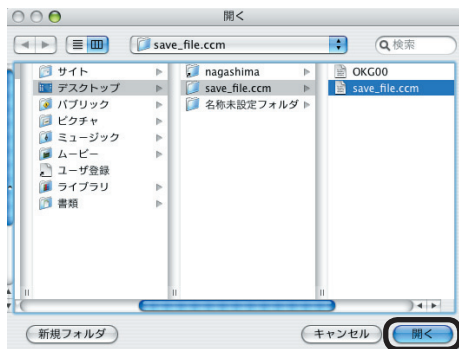 開く
save_file.ccm
検索
サイト
デスクトップ
パブリック
ピクチャ
ミュージック
ムービー
ユーザ登録
ライブラリ
書類
nagashima
save_file.ccm
名称未設定フォルダ
OKG00
save_file.ccm
新規フォルダ
キャンセル
開く